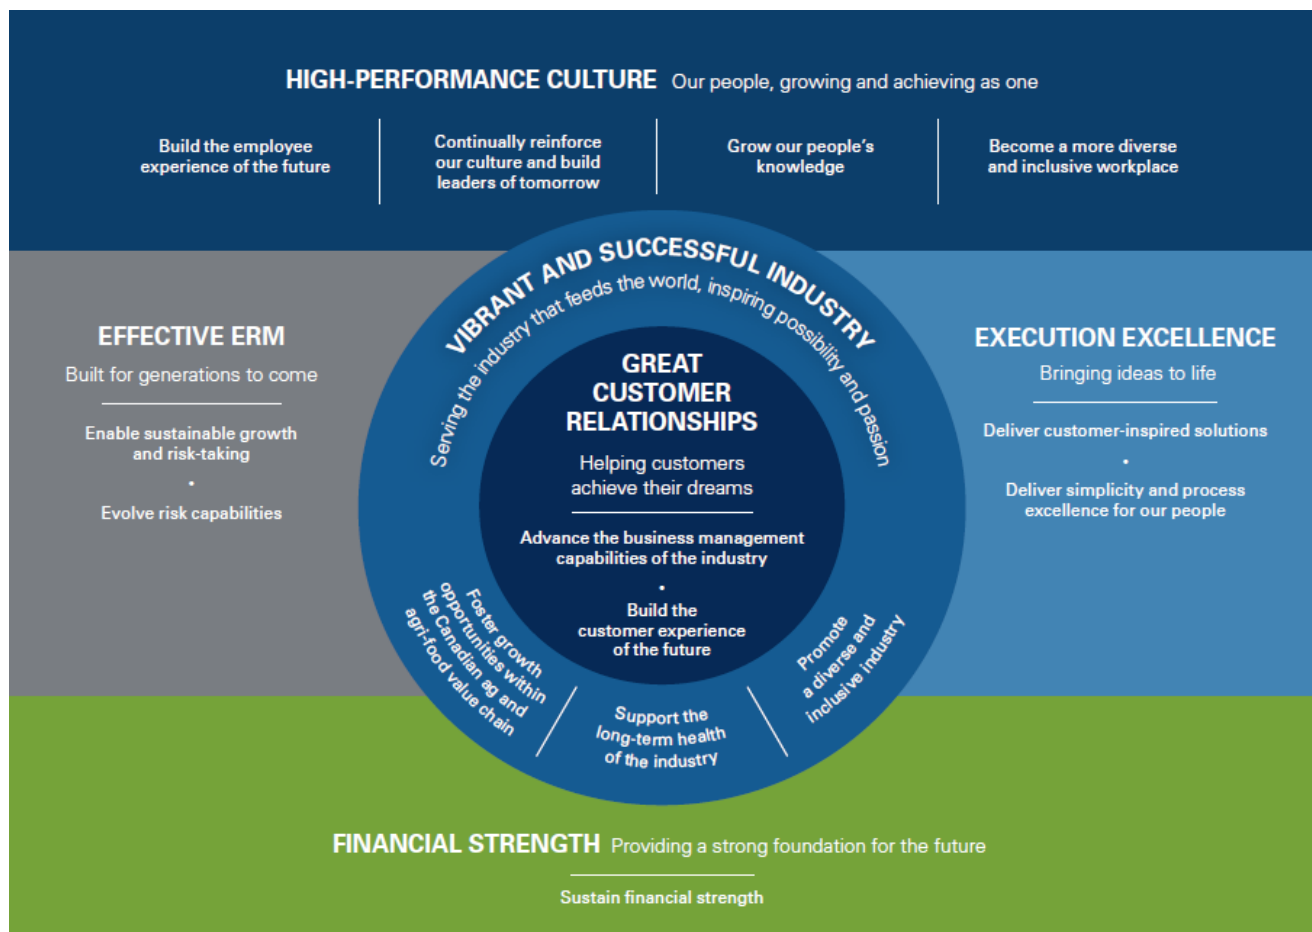 HIGH-PERFORMANCE CULTURE Our people, growing and achieving as one
Build the employee
experience of the future
Continually reinforce
our culture and build
leaders of tomorrow
Grow our people's
knowledge
Become a more diverse
and inclusive workplace
VIBRANT AND SUCCESSFUL INDUSTRY
Serving the industry that feeds the world, inspiring possibility and passion
EFFECTIVE ERM
Built for generations to come
Enable sustainable growth
and risk-taking
•
Evolve risk capabilities
GREAT
CUSTOMER
RELATIONSHIPS
Helping customers
achieve their dreams
Advance the business management
capabilities of the industry
•
Build the
customer experience
of the future
EXECUTION EXCELLENCE
Bringing ideas to life
Deliver customer-inspired solutions
•
Deliver simplicity and process
excellence for our people
Foster growth
opportunities within
the Canadian ag and
agri-food value chain
Support the
long-term health
of the industry
Promote
a diverse and
inclusive industry
FINANCIAL STRENGTH Providing a strong foundation for the future
Sustain financial strength